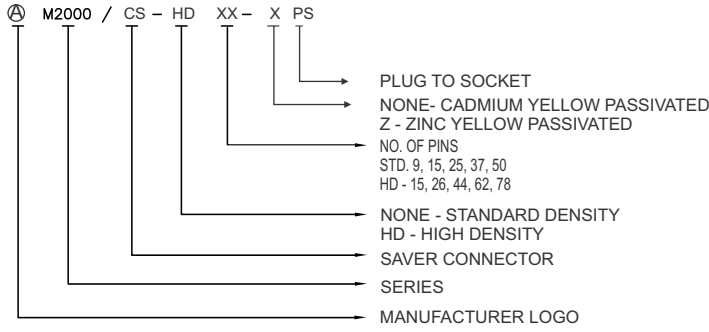 Ⓐ M2000 / CS - HD XX - X PS
PLUG TO SOCKET
NONE- CADMIUM YELLOW PASSIVATED
Z - ZINC YELLOW PASSIVATED
NO. OF PINS
STD. 9, 15, 25, 37, 50
HD - 15, 26, 44, 62, 78
NONE - STANDARD DENSITY
HD - HIGH DENSITY
SAVER CONNECTOR
SERIES
MANUFACTURER LOGO